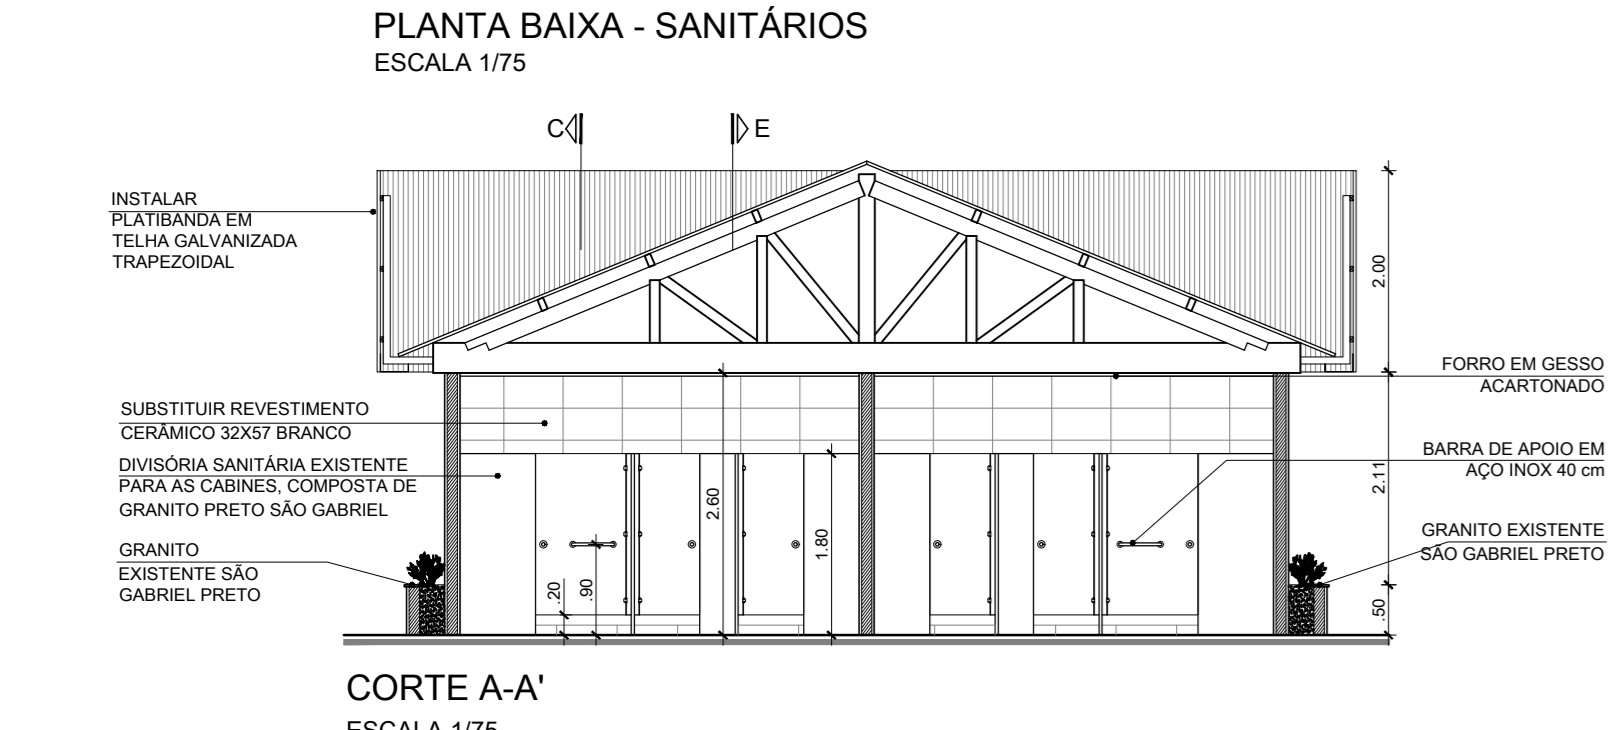 PLANTA BAIXA - SANITÁRIOS
ESCALA 1/75
C
E
INSTALAR
PLATIBANDA EM
TELHA GALVANIZADA
TRAPEZOIDAL
2.00
FORRO EM GESSO
ACARTONADO
SUBSTITUIR REVESTIMENTO
CERÂMICO 32X57 BRANCO
DIVISÓRIA SANITÁRIA EXISTENTE
PARA AS CABINES, COMPOSTA DE
GRANITO PRETO SÃO GABRIEL
BARRA DE APOIO EM
AÇO INOX 40 cm
2.11
2.60
1.80
GRANITO
EXISTENTE SÃO
GABRIEL PRETO
GRANITO EXISTENTE
SÃO GABRIEL PRETO
.20
.90
.50
CORTE A-A'
ESCALA 1/75